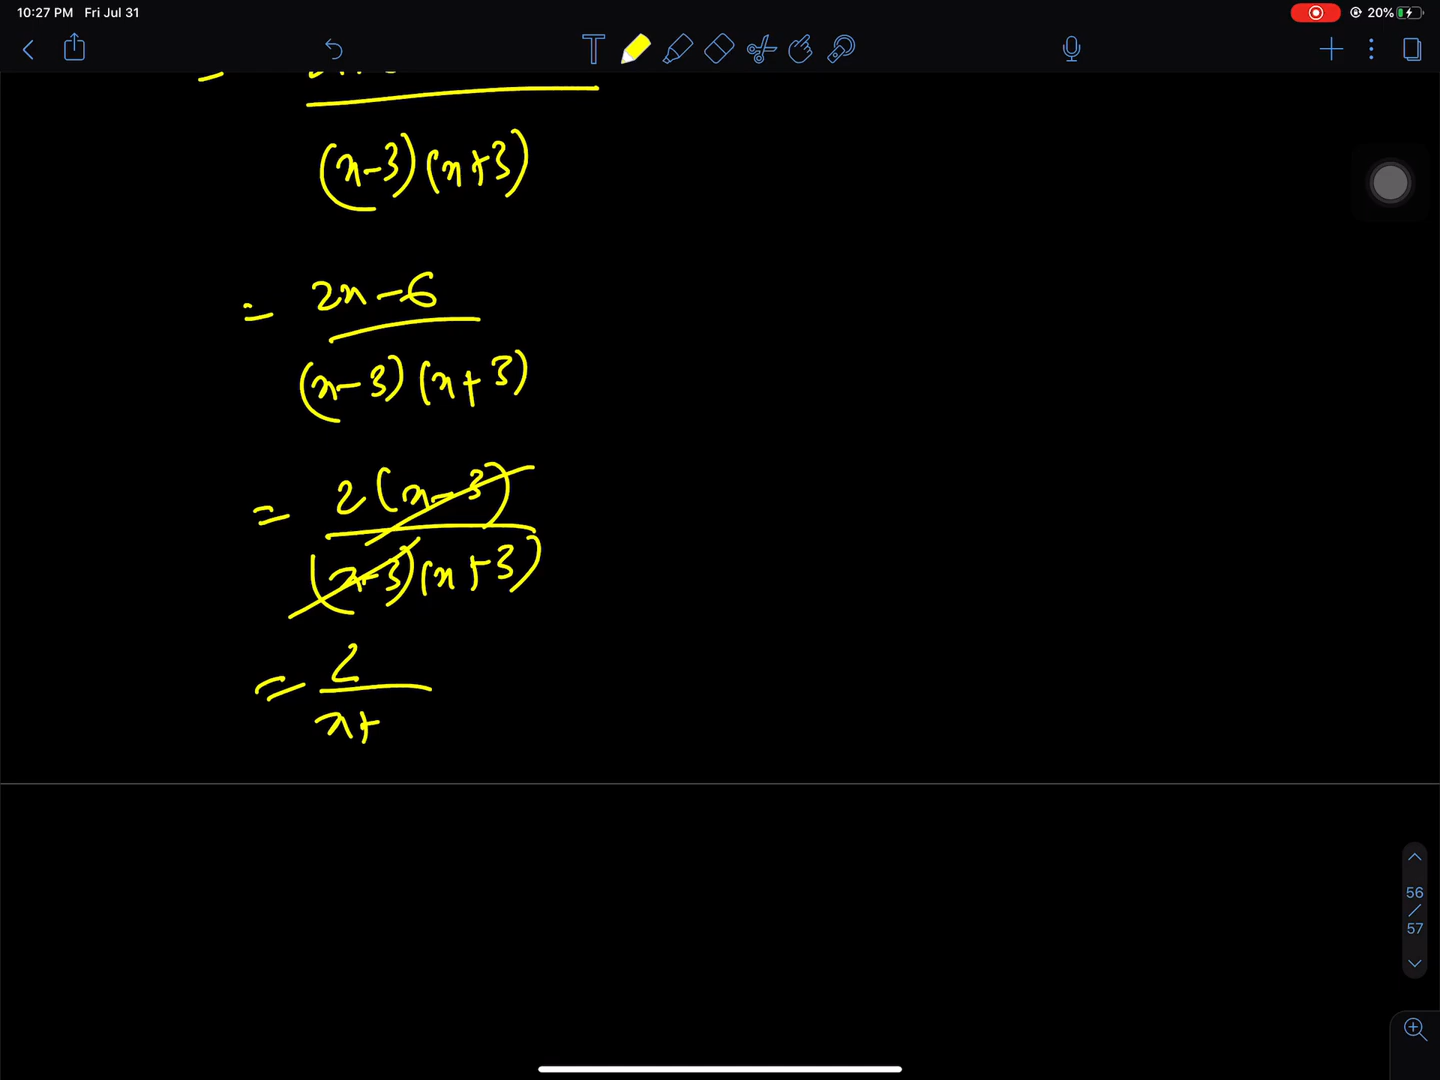 10:27 PM Fri Jul 31
20%
=
(x-3)(x+3)
= 2x-6
(x-3)(x+3)
= 2(x-3)
(x-3)(x+3)
= 2
x+
56
/
57